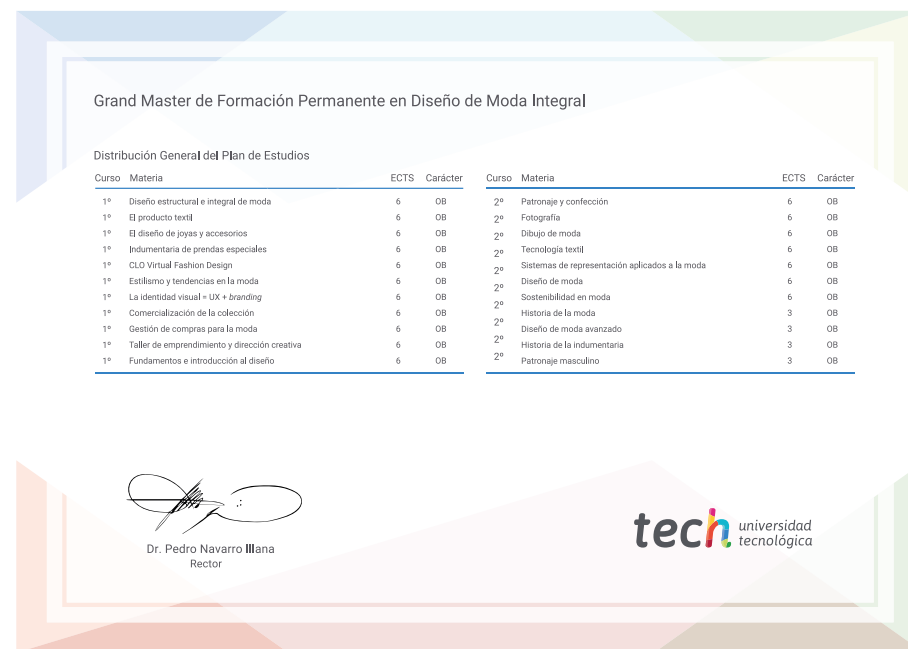 Grand Master de Formación Permanente en Diseño de Moda Integral
Distribución General del Plan de Estudios
Curso Materia ECTS Carácter
1º Diseño estructural e integral de moda 6 OB
1º El producto textil 6 OB
1º El diseño de joyas y accesorios 6 OB
1º Indumentaria de prendas especiales 6 OB
1º CLO Virtual Fashion Design 6 OB
1º Estilismo y tendencias en la moda 6 OB
1º La identidad visual = UX + branding 6 OB
1º Comercialización de la colección 6 OB
1º Gestión de compras para la moda 6 OB
1º Taller de emprendimiento y dirección creativa 6 OB
1º Fundamentos e introducción al diseño 6 OB
Curso Materia ECTS Carácter
2º Patronaje y confección 6 OB
2º Fotografía 6 OB
2º Dibujo de moda 6 OB
2º Tecnología textil 6 OB
2º Sistemas de representación aplicados a la moda 6 OB
2º Diseño de moda 6 OB
2º Sostenibilidad en moda 6 OB
2º Historia de la moda 3 OB
2º Diseño de moda avanzado 3 OB
2º Historia de la indumentaria 3 OB
Patronaje masculino 3 OB
Dr. Pedro Navarro Illana
Rector
tech universidad
tecnológica